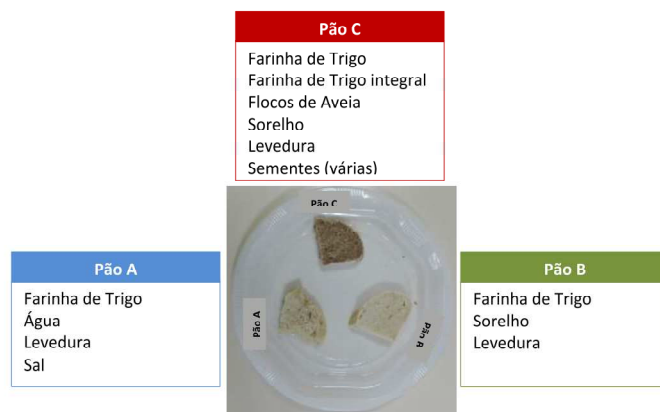 Pão C
Farinha de Trigo
Farinha de Trigo integral
Flocos de Aveia
Sorelho
Levedura
Sementes (várias)
Pão C
Pão A
Farinha de Trigo
Água
Levedura
Sal
Pão A
Pão
Pão B
Farinha de Trigo
Sorelho
Levedura